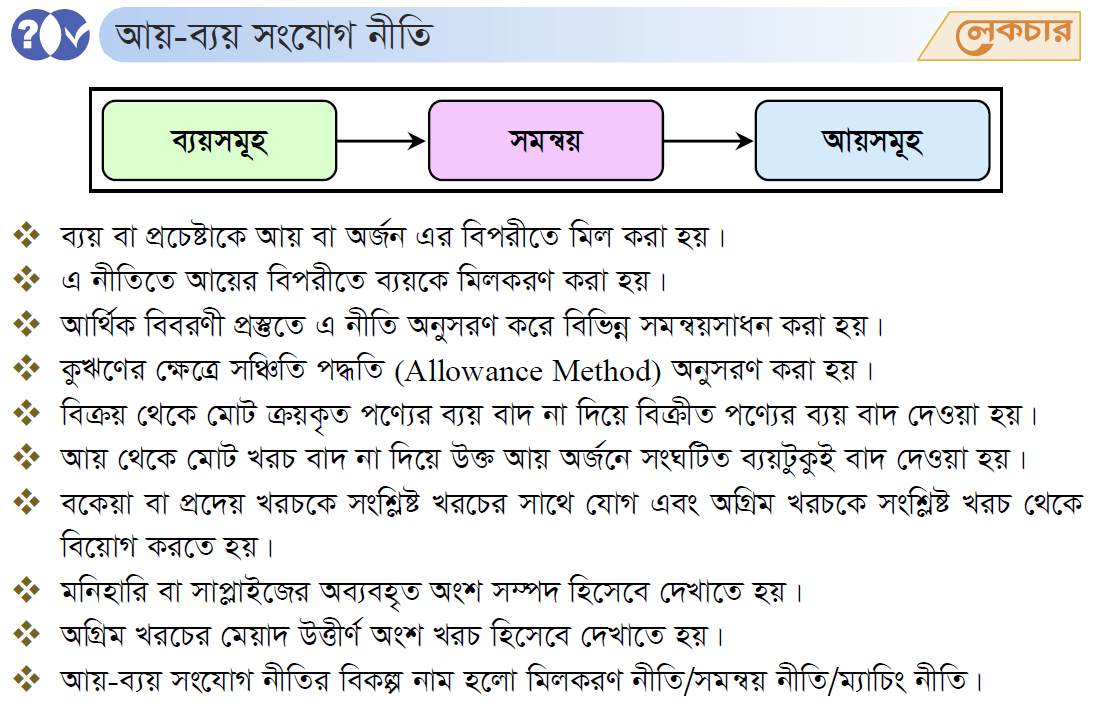 আয়-ব্যয় সংযোগ নীতি
লেকচার
ব্যয়সমূহ
সমন্বয়
আয়সমূহ
ব্যয় বা প্রচেষ্টাকে আয় বা অর্জন এর বিপরীতে মিল করা হয়।
এ নীতিতে আয়ের বিপরীতে ব্যয়কে মিলকরণ করা হয়।
আর্থিক বিবরণী প্রস্তুতে এ নীতি অনুসরণ করে বিভিন্ন সমন্বয়সাধন করা হয়।
কুঋণের ক্ষেত্রে সঞ্চিতি পদ্ধতি (Allowance Method) অনুসরণ করা হয়।
বিক্রয় থেকে মোট ক্রয়কৃত পণ্যের ব্যয় বাদ না দিয়ে বিক্রীত পণ্যের ব্যয় বাদ দেওয়া হয়।
আয় থেকে মোট খরচ বাদ না দিয়ে উক্ত আয় অর্জনে সংঘটিত ব্যয়টুকুই বাদ দেওয়া হয়।
বকেয়া বা প্রদেয় খরচকে সংশ্লিষ্ট খরচের সাথে যোগ এবং অগ্রিম খরচকে সংশ্লিষ্ট খরচ থেকে
বিয়োগ করতে হয়।
মনিহারি বা সাপ্লাইজের অব্যবহৃত অংশ সম্পদ হিসেবে দেখাতে হয়।
অগ্রিম খরচের মেয়াদ উত্তীর্ণ অংশ খরচ হিসেবে দেখাতে হয়।
আয়-ব্যয় সংযোগ নীতির বিকল্প নাম হলো মিলকরণ নীতি/সমন্বয় নীতি/ম্যাচিং নীতি।